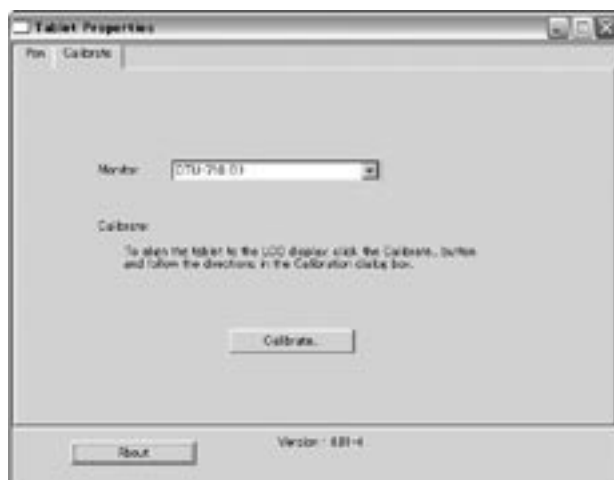 Tablet Properties
Pen Calibrate
Monitor
Calibrate
To align the tablet to the LCD display click the Calibrate.. button
and follow the directions in the Calibration dialog box.
Calibrate..
About
Version :